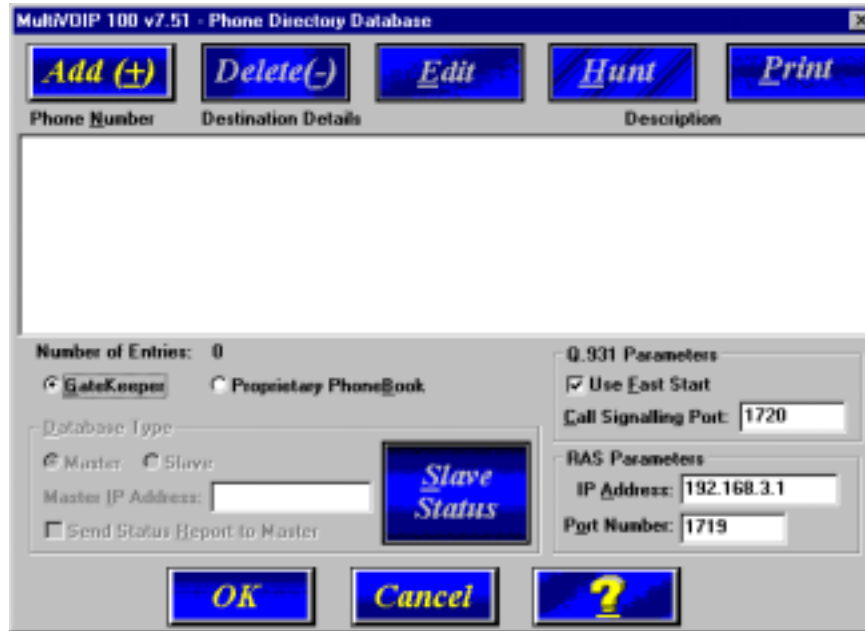 MultiVOIP 100 v7.51 - Phone Directory Database
Add (+) Delete(-) Edit Hunt Print
Phone Number Destination Details Description
Number of Entries: 0
GateKeeper Proprietary PhoneBook
Database Type
Master Slave
Master IP Address:
Send Status Report to Master
Slave
Status
Q.931 Parameters
Use Fast Start
Call Signalling Port: 1720
RAS Parameters
IP Address: 192.168.3.1
Port Number: 1719
OK Cancel ?